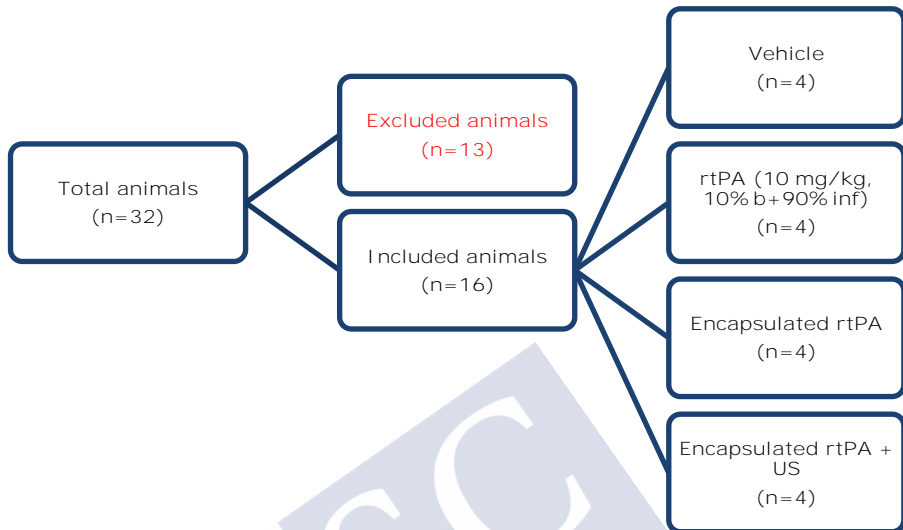 Total animals
(n=32)
Excluded animals
(n=13)
Included animals
(n=16)
Vehicle
(n=4)
rtPA (10 mg/kg,
10% b+90% inf)
(n=4)
Encapsulated rtPA
(n=4)
Encapsulated rtPA +
US
(n=4)